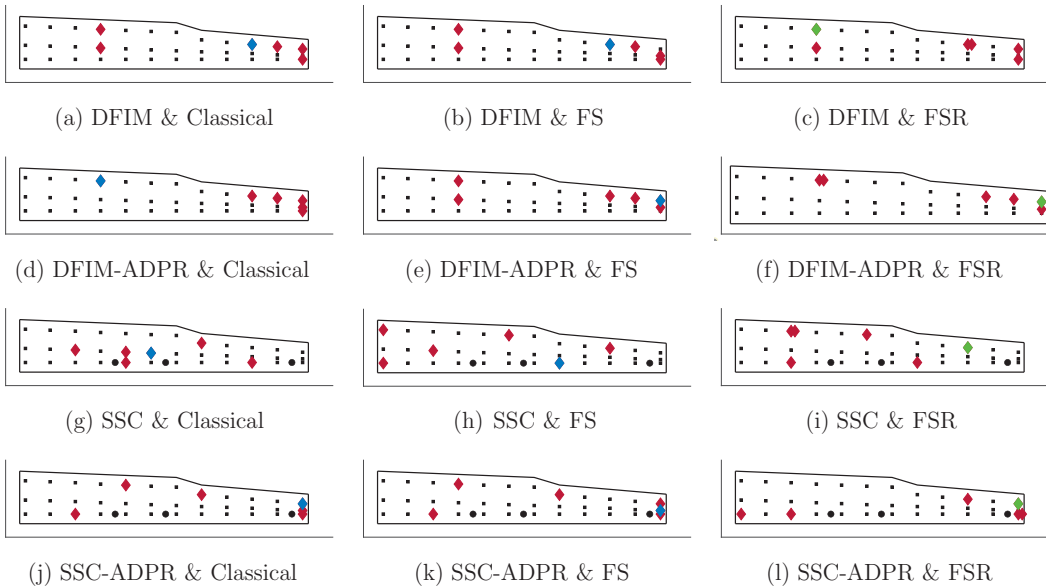 (a) DFIM & Classical
(b) DFIM & FS
(c) DFIM & FSR
(d) DFIM-ADPR & Classical
(e) DFIM-ADPR & FS
(f) DFIM-ADPR & FSR
(g) SSC & Classical
(h) SSC & FS
(i) SSC & FSR
(j) SSC-ADPR & Classical
(k) SSC-ADPR & FS
(l) SSC-ADPR & FSR